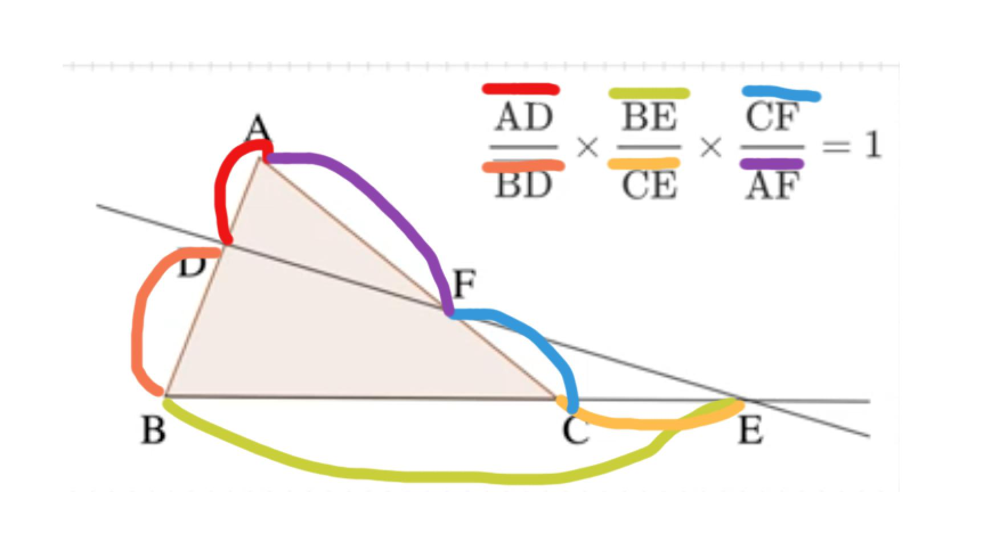 AD/BD × BE/CE × CF/AF = 1
A
D
F
B
C
E